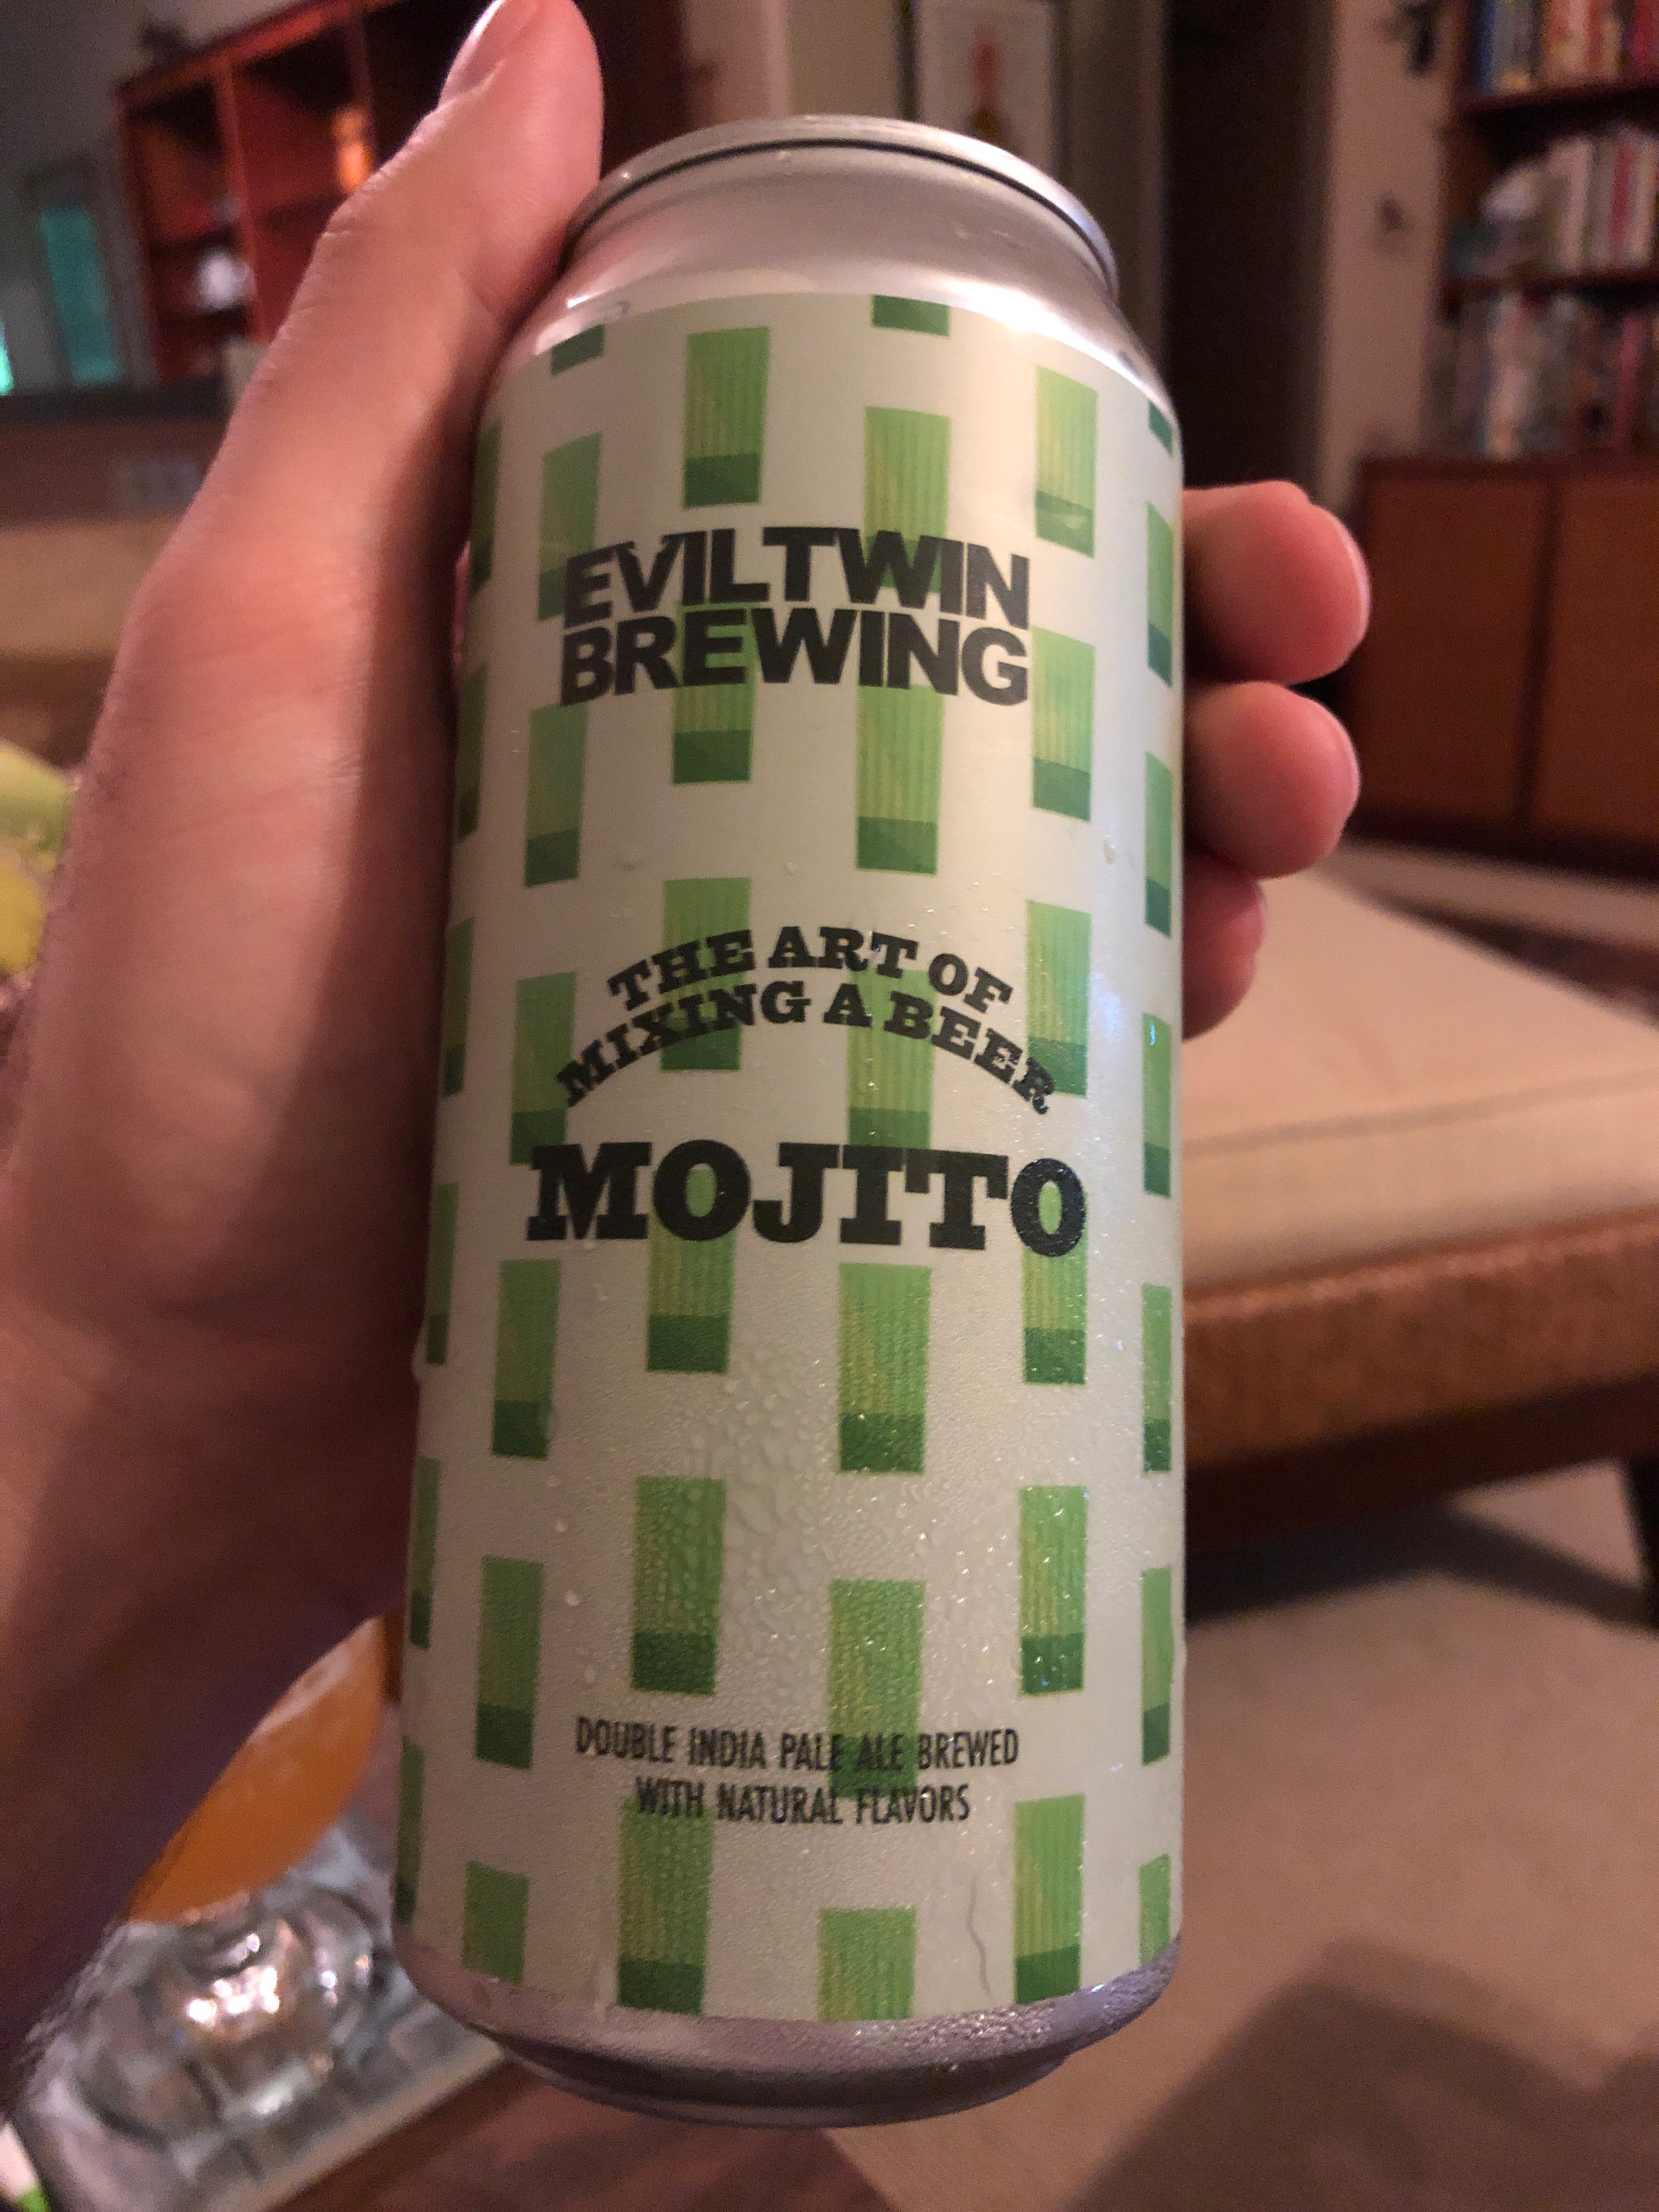 EVILTWIN
BREWING
THE ART OF
MIXING A BEER
MOJITO
DOUBLE INDIA PALE ALE BREWED
WITH NATURAL FLAVORS